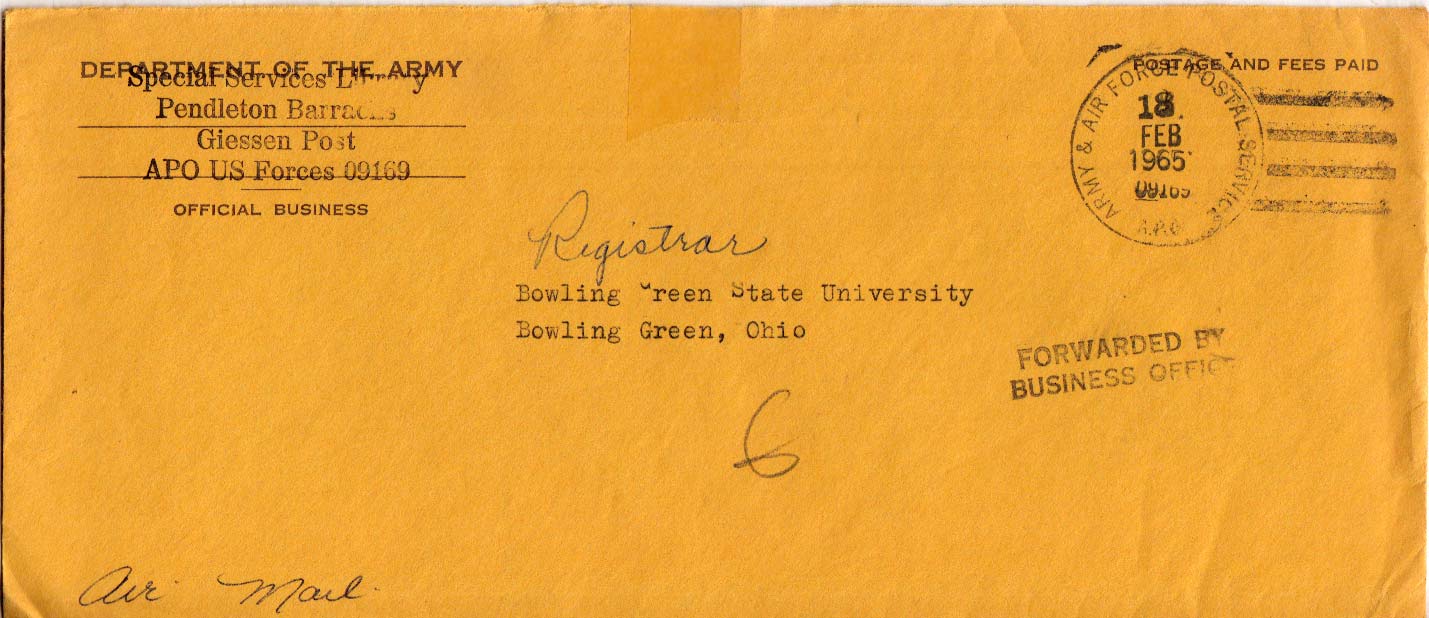 DEPARTMENT OF THE ARMY
Special Services Library
Pendleton Barracks
Giessen Post
APO US Forces 09169
OFFICIAL BUSINESS
POSTAGE AND FEES PAID
ARMY & AIR FORCE POSTAL SERVICE
18
FEB
1965
09169
A.P.O
Registrar
Bowling Green State University
Bowling Green, Ohio
FORWARDED BY
BUSINESS OFFICE
6
Air Mail